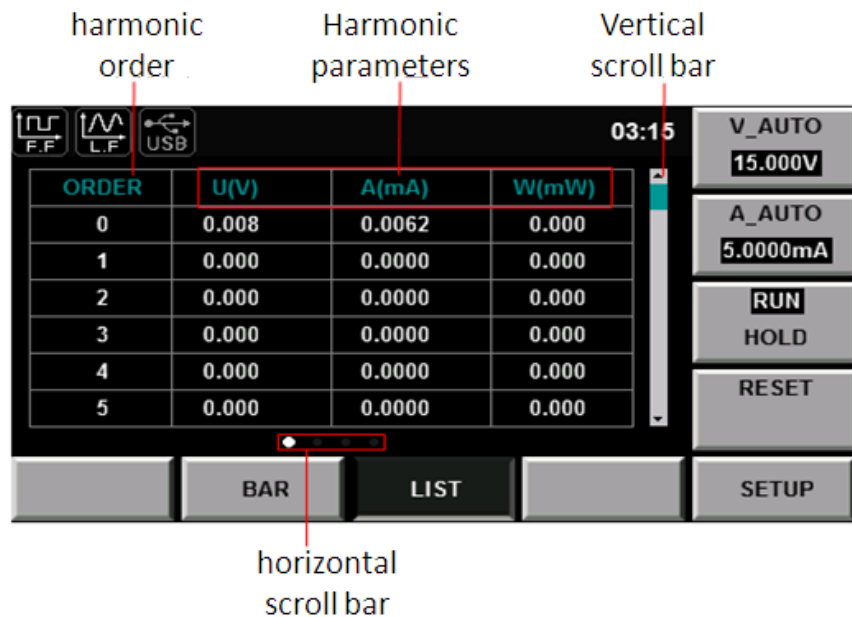 harmonic order
Harmonic parameters
Vertical scroll bar
F.F L.F USB 03:15
V_AUTO
15.000V
A_AUTO
5.0000mA
RUN
HOLD
RESET
ORDER U(V) A(mA) W(mW)
0 0.008 0.0062 0.000
1 0.000 0.0000 0.000
2 0.000 0.0000 0.000
3 0.000 0.0000 0.000
4 0.000 0.0000 0.000
5 0.000 0.0000 0.000
BAR LIST SETUP
horizontal scroll bar